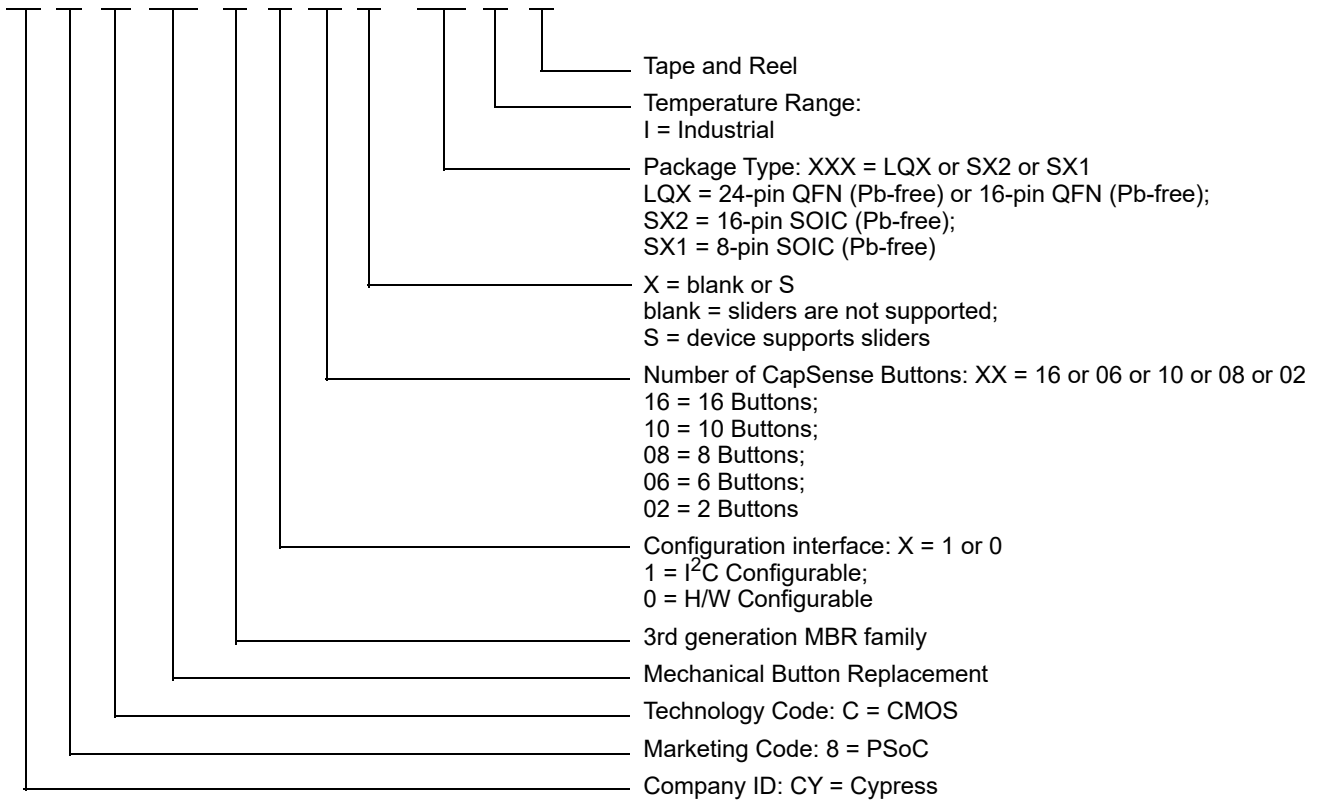 Tape and Reel
Temperature Range:
I = Industrial
Package Type: XXX = LQX or SX2 or SX1
LQX = 24-pin QFN (Pb-free) or 16-pin QFN (Pb-free);
SX2 = 16-pin SOIC (Pb-free);
SX1 = 8-pin SOIC (Pb-free)
X = blank or S
blank = sliders are not supported;
S = device supports sliders
Number of CapSense Buttons: XX = 16 or 06 or 10 or 08 or 02
16 = 16 Buttons;
10 = 10 Buttons;
08 = 8 Buttons;
06 = 6 Buttons;
02 = 2 Buttons
Configuration interface: X = 1 or 0
1 = I²C Configurable;
0 = H/W Configurable
3rd generation MBR family
Mechanical Button Replacement
Technology Code: C = CMOS
Marketing Code: 8 = PSoC
Company ID: CY = Cypress